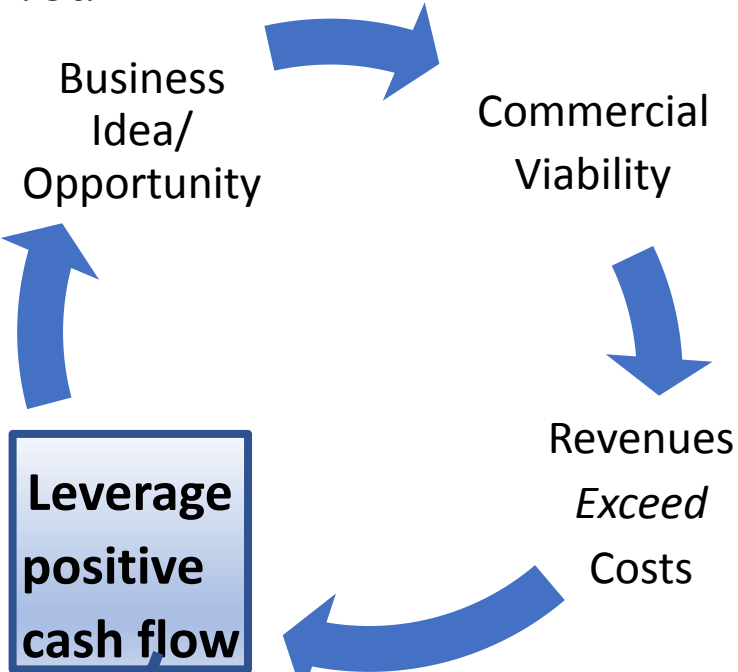 Business
Idea/
Opportunity
Commercial
Viability
Revenues
Exceed
Costs
Leverage
positive
cash flow